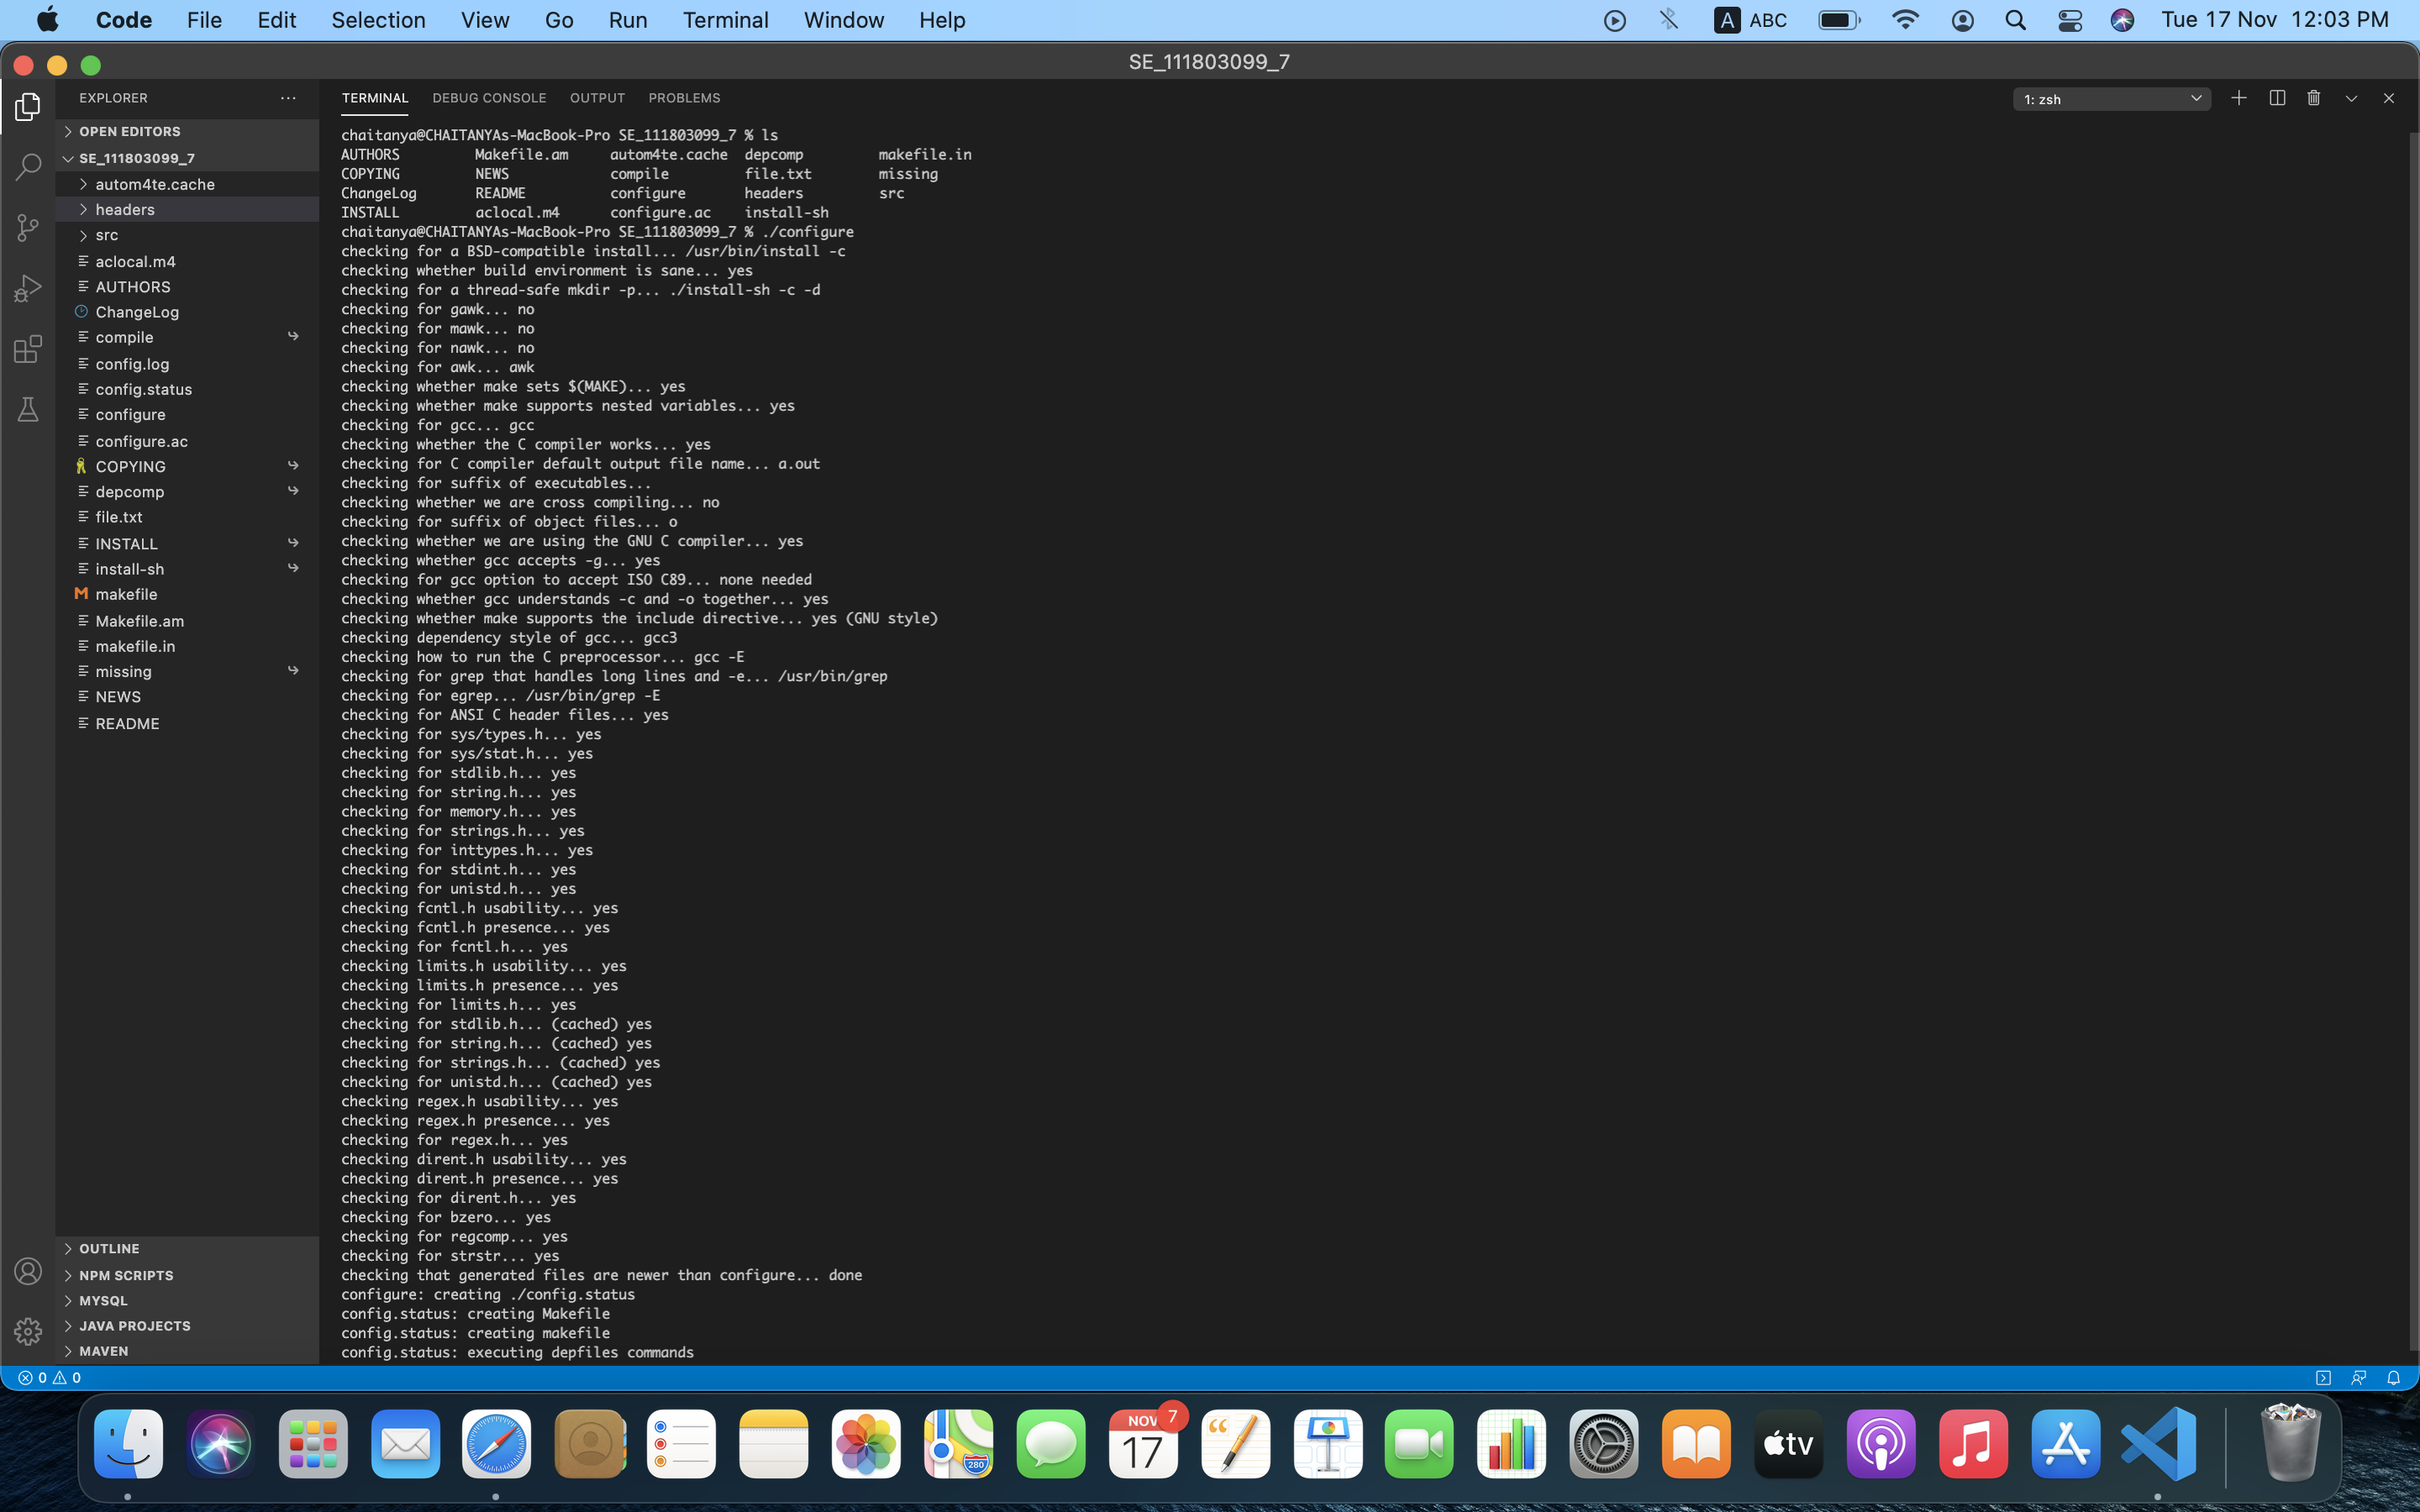 Code File Edit Selection View Go Run Terminal Window Help A ABC Tue 17 Nov 12:03 PM
SE_111803099_7
EXPLORER
OPEN EDITORS
SE_111803099_7
autom4te.cache
headers
src
aclocal.m4
AUTHORS
ChangeLog
compile
config.log
config.status
configure
configure.ac
COPYING
depcomp
file.txt
INSTALL
install-sh
M makefile
Makefile.am
makefile.in
missing
NEWS
README
OUTLINE
NPM SCRIPTS
MYSQL
JAVA PROJECTS
MAVEN
TERMINAL DEBUG CONSOLE OUTPUT PROBLEMS 1: zsh
chaitanya@CHAITANYAs-MacBook-Pro SE_111803099_7 % ls
AUTHORS Makefile.am autom4te.cache depcomp makefile.in
COPYING NEWS compile file.txt missing
ChangeLog README configure headers src
INSTALL aclocal.m4 configure.ac install-sh
chaitanya@CHAITANYAs-MacBook-Pro SE_111803099_7 % ./configure
checking for a BSD-compatible install... /usr/bin/install -c
checking whether build environment is sane... yes
checking for a thread-safe mkdir -p... ./install-sh -c -d
checking for gawk... no
checking for mawk... no
checking for nawk... no
checking for awk... awk
checking whether make sets $(MAKE)... yes
checking whether make supports nested variables... yes
checking for gcc... gcc
checking whether the C compiler works... yes
checking for C compiler default output file name... a.out
checking for suffix of executables...
checking whether we are cross compiling... no
checking for suffix of object files... o
checking whether we are using the GNU C compiler... yes
checking whether gcc accepts -g... yes
checking for gcc option to accept ISO C89... none needed
checking whether gcc understands -c and -o together... yes
checking whether make supports the include directive... yes (GNU style)
checking dependency style of gcc... gcc3
checking how to run the C preprocessor... gcc -E
checking for grep that handles long lines and -e... /usr/bin/grep
checking for egrep... /usr/bin/grep -E
checking for ANSI C header files... yes
checking for sys/types.h... yes
checking for sys/stat.h... yes
checking for stdlib.h... yes
checking for string.h... yes
checking for memory.h... yes
checking for strings.h... yes
checking for inttypes.h... yes
checking for stdint.h... yes
checking for unistd.h... yes
checking fcntl.h usability... yes
checking fcntl.h presence... yes
checking for fcntl.h... yes
checking limits.h usability... yes
checking limits.h presence... yes
checking for limits.h... yes
checking for stdlib.h... (cached) yes
checking for string.h... (cached) yes
checking for strings.h... (cached) yes
checking for unistd.h... (cached) yes
checking regex.h usability... yes
checking regex.h presence... yes
checking for regex.h... yes
checking dirent.h usability... yes
checking dirent.h presence... yes
checking for dirent.h... yes
checking for bzero... yes
checking for regcomp... yes
checking for strstr... yes
checking that generated files are newer than configure... done
configure: creating ./config.status
config.status: creating Makefile
config.status: creating makefile
config.status: executing depfiles commands
0 0
280 NOV 7 17 tv